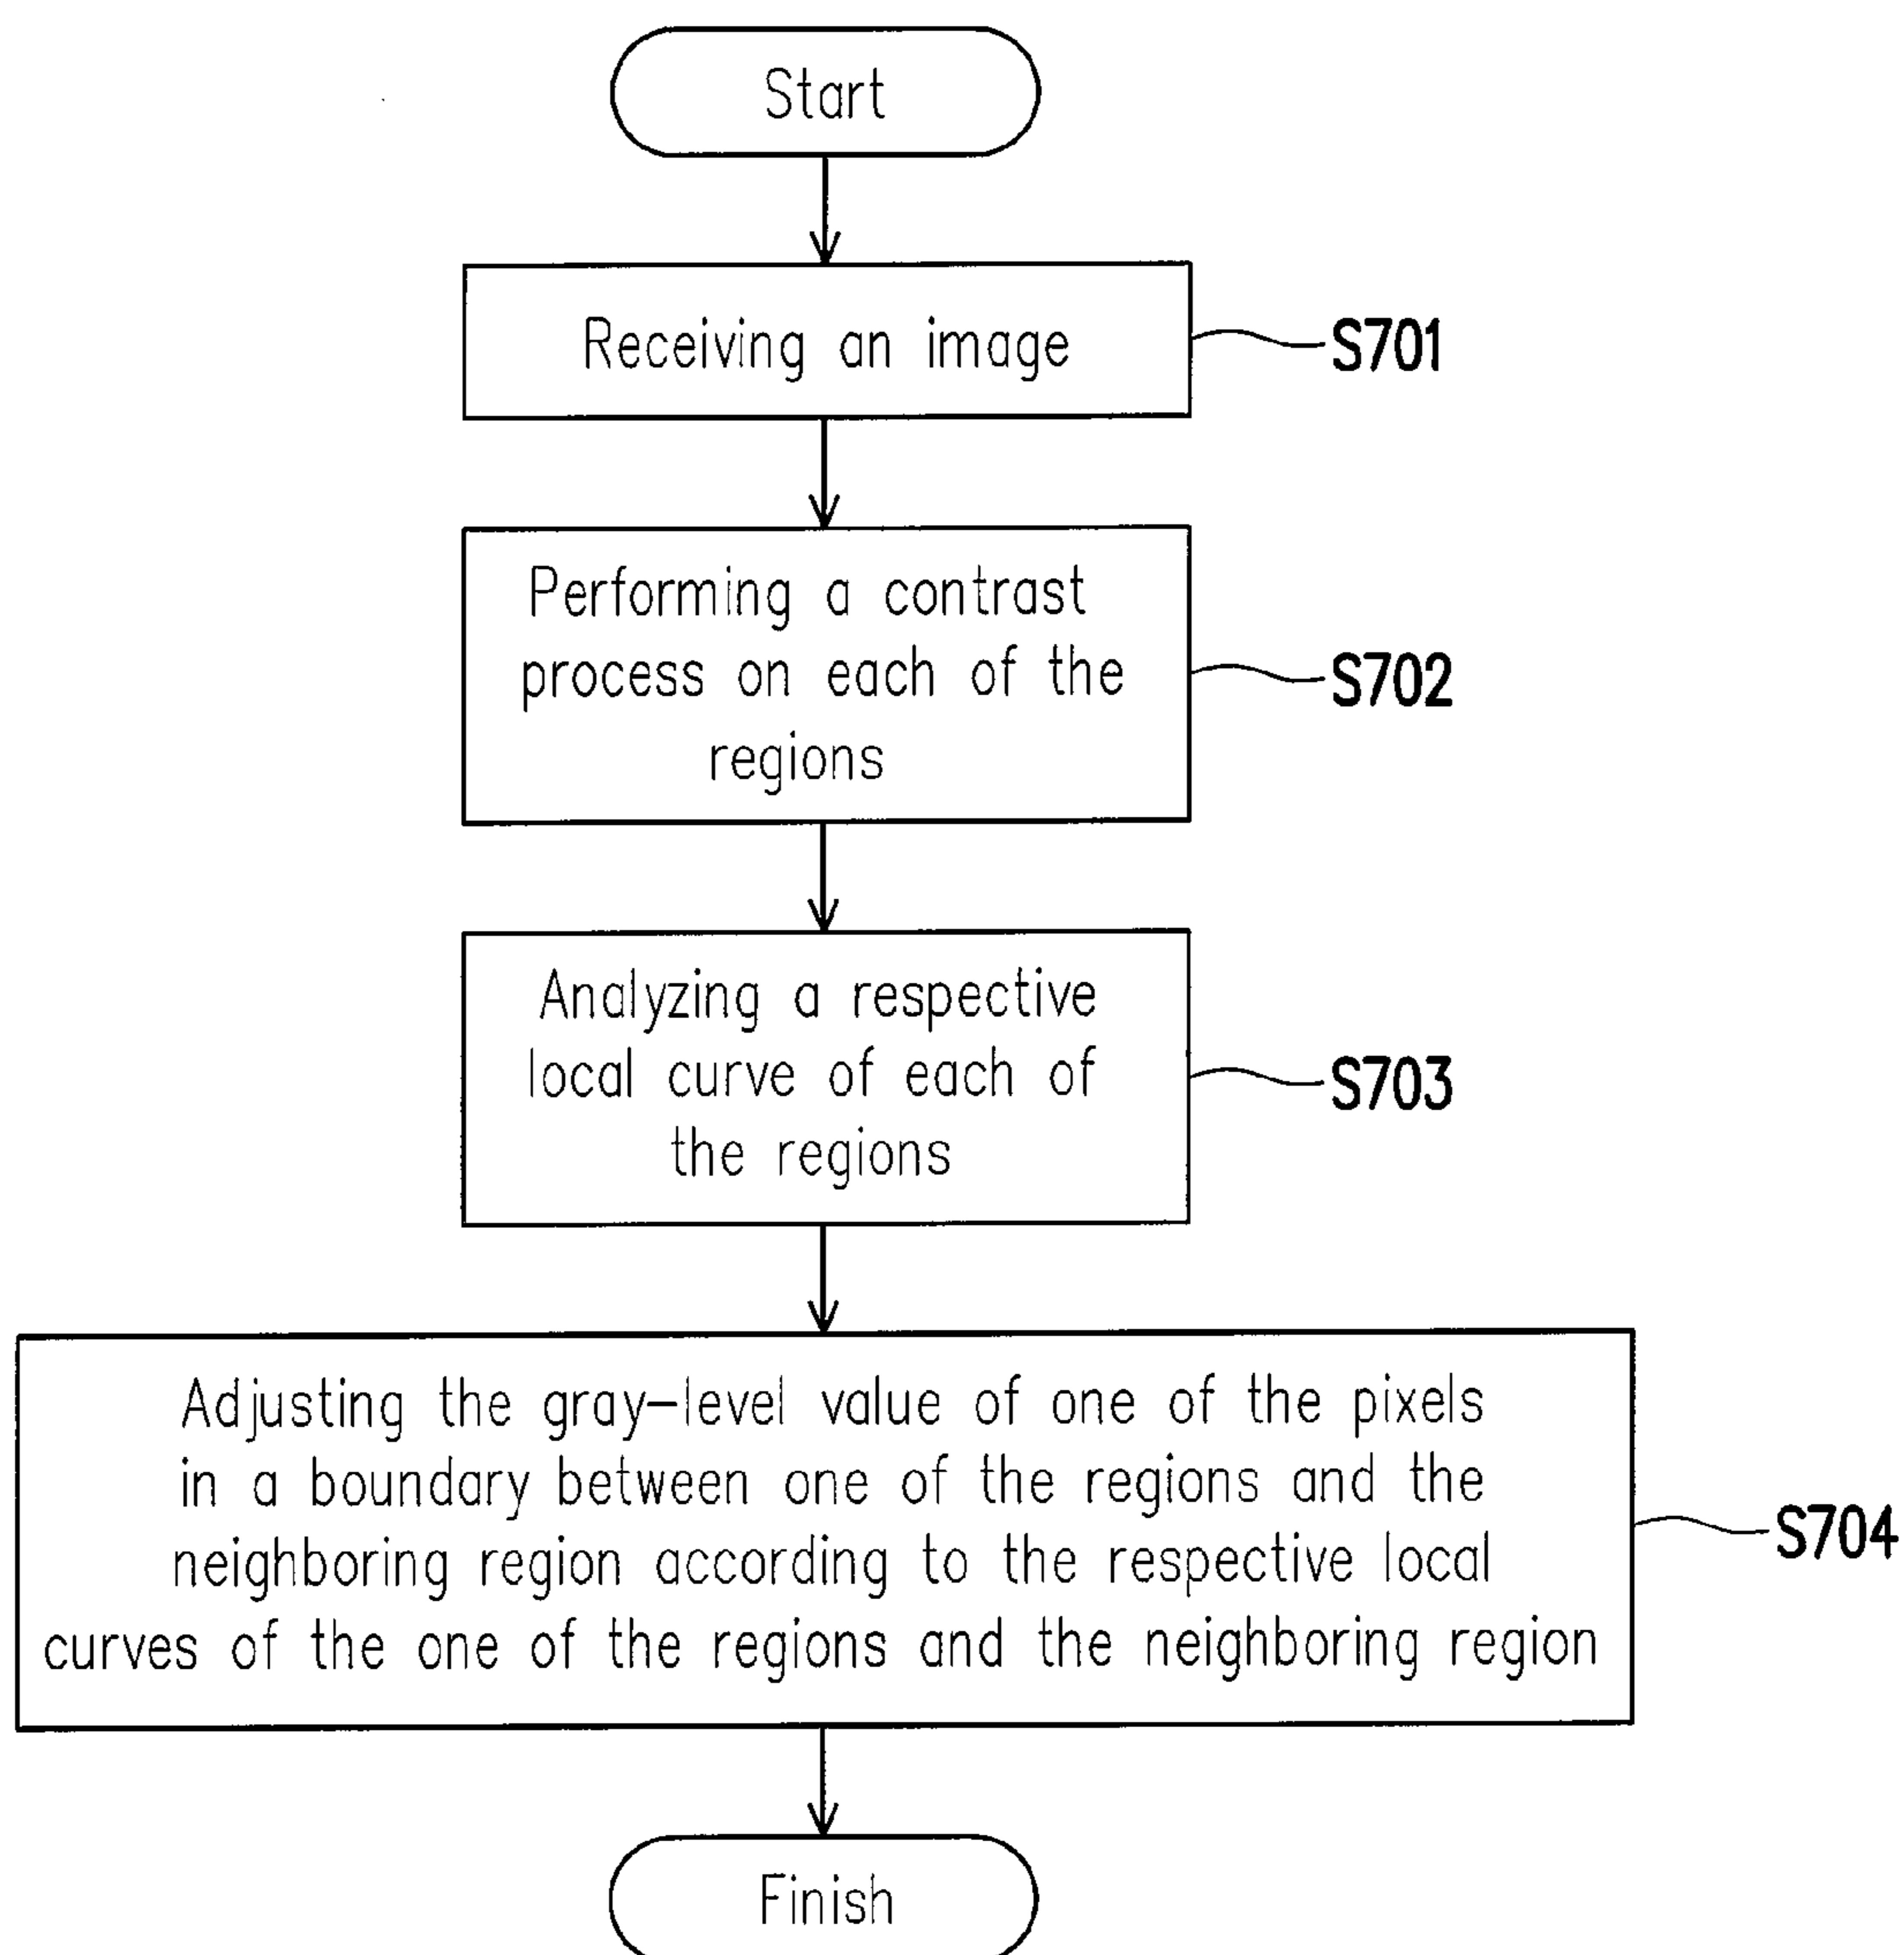 Start
Receiving an image
S701
Performing a contrast
process on each of the
regions
S702
Analyzing a respective
local curve of each of
the regions
S703
Adjusting the gray-level value of one of the pixels
in a boundary between one of the regions and the
neighboring region according to the respective local
curves of the one of the regions and the neighboring region
S704
Finish